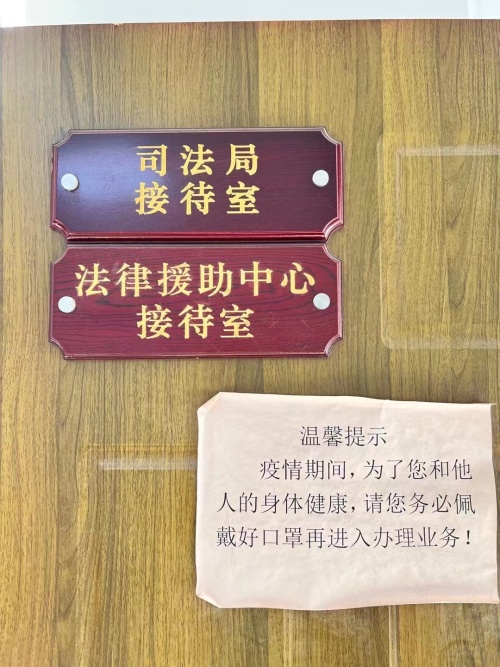 司法局
接待室
法律援助中心
接待室
温馨提示
疫情期间,为了您和他
人的身体健康,请您务必佩
戴好口罩再进入办理业务!